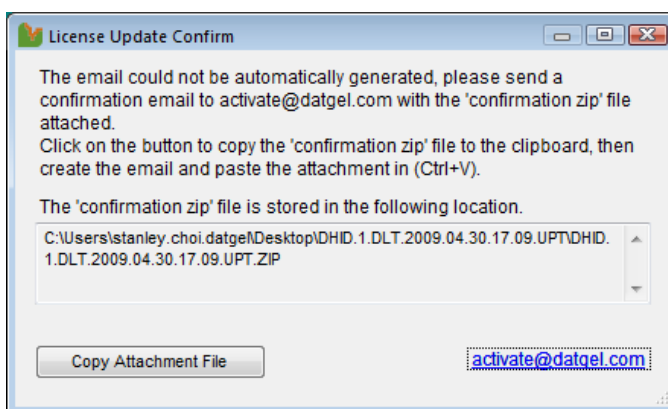 License Update Confirm
The email could not be automatically generated, please send a
confirmation email to activate@datgel.com with the 'confirmation zip' file
attached.
Click on the button to copy the 'confirmation zip' file to the clipboard, then
create the email and paste the attachment in (Ctrl+V).
The 'confirmation zip' file is stored in the following location.
C:\Users\stanley.choi.datgel\Desktop\DHID.1.DLT.2009.04.30.17.09.UPT\DHID.
1.DLT.2009.04.30.17.09.UPT.ZIP
Copy Attachment File
activate@datgel.com